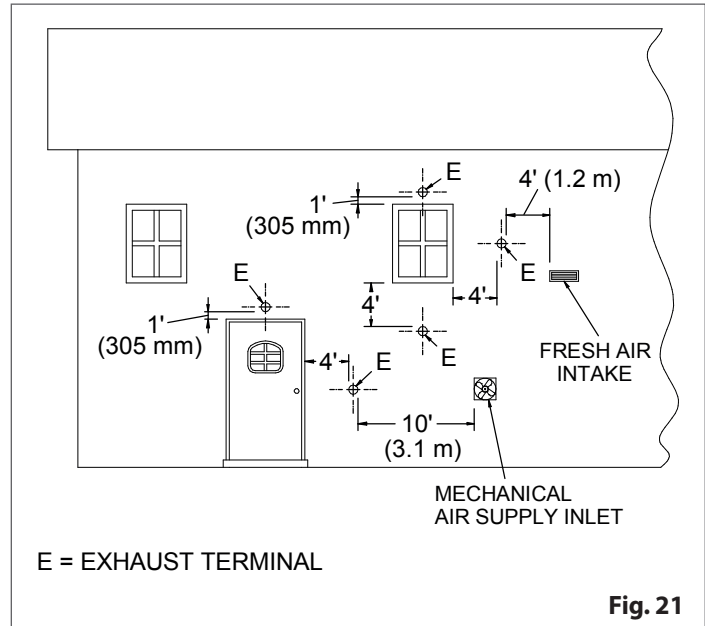 E
1'
(305 mm)
4' (1.2 m)
E
E
1'
(305 mm)
4'
4'
E
FRESH AIR
INTAKE
4'
E
10'
(3.1 m)
MECHANICAL
AIR SUPPLY INLET
E = EXHAUST TERMINAL
Fig. 21